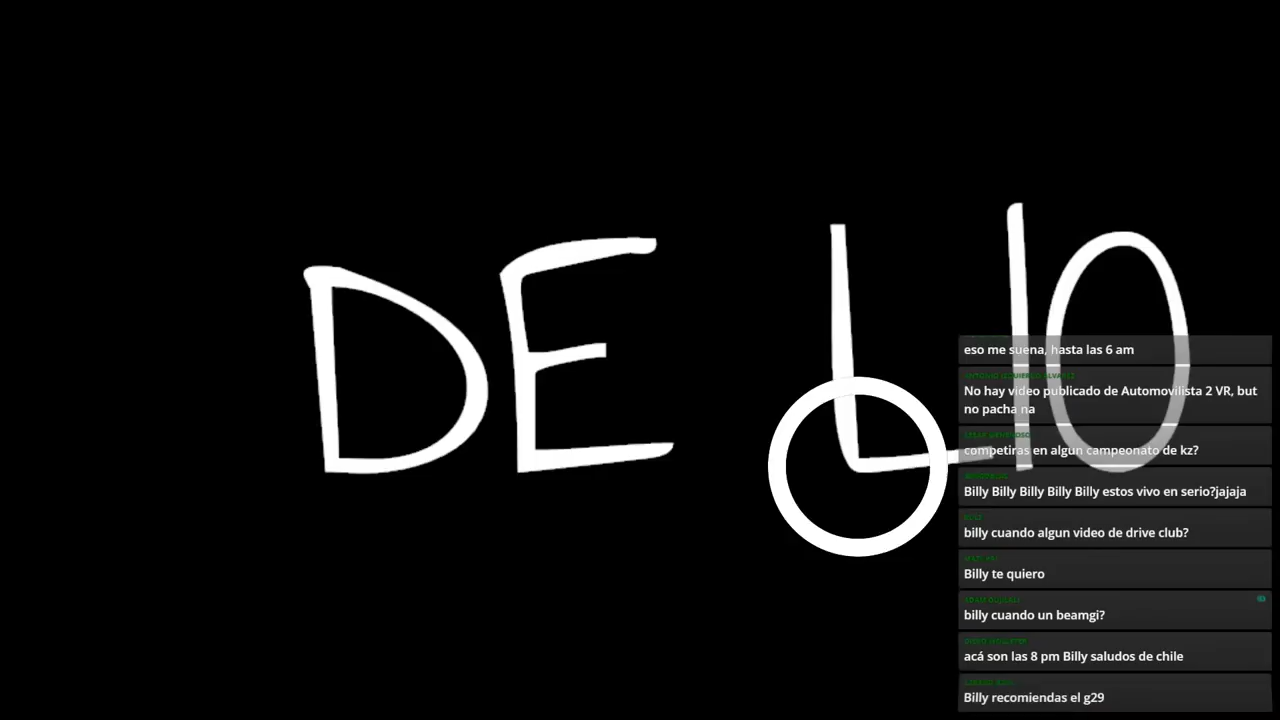 DE LIO
eso me suena, hasta las 6 am
No hay video publicado de Automovilista 2 VR, but
no pacha na
competiras en algun campeonato de kz?
Billy Billy Billy Billy Billy estos vivo en serio?jajaja
billy cuando algun video de drive club?
Billy te quiero
billy cuando un beamgi?
acá son las 8 pm Billy saludos de chile
Billy recomiendas el g29